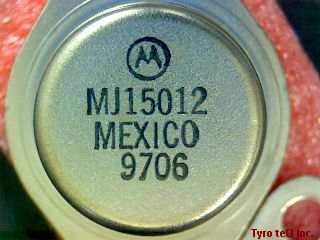 MJ15012
MEXICO
9706
Tyro teQ Inc.